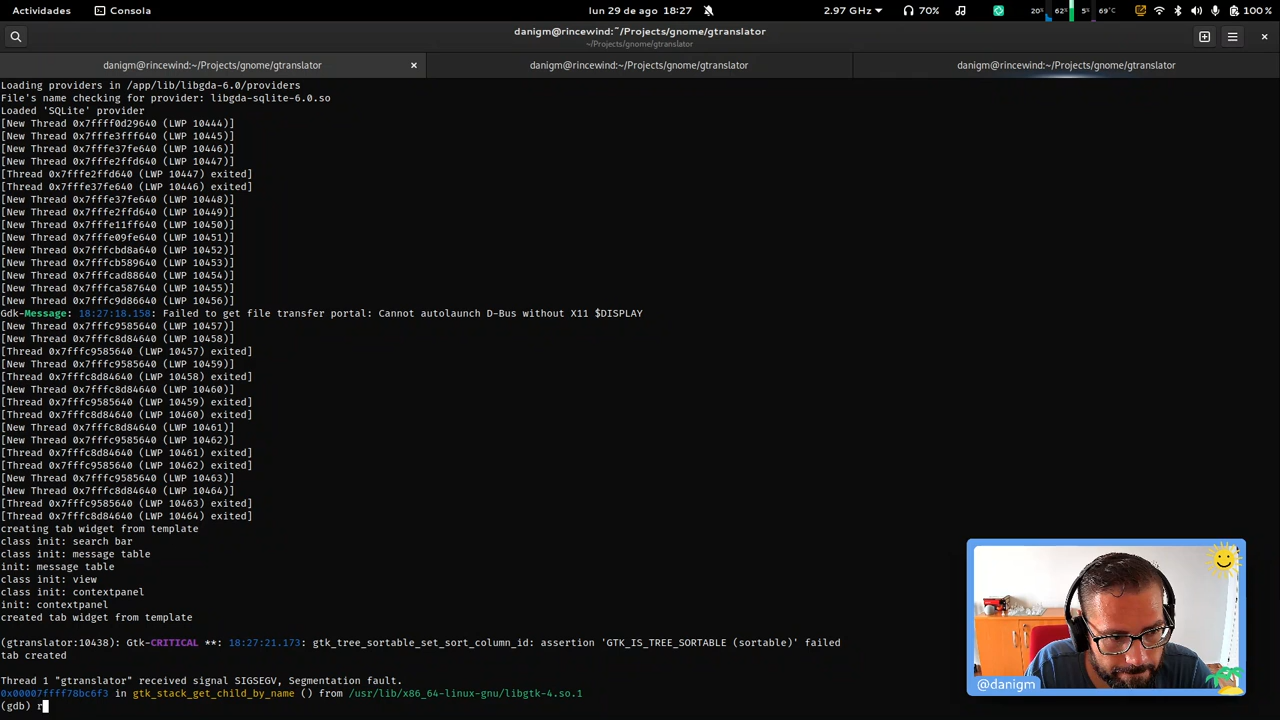 Actividades
Consola
lun 29 de ago 18:27
2.97 GHz
70%
20%
62%
5%
69°C
100 %
danigm@rincewind:~/Projects/gnome/gtranslator
~/Projects/gnome/gtranslator
danigm@rincewind:~/Projects/gnome/gtranslator
danigm@rincewind:~/Projects/gnome/gtranslator
danigm@rincewind:~/Projects/gnome/gtranslator
Loading providers in /app/lib/libgda-6.0/providers
File's name checking for provider: libgda-sqlite-6.0.so
Loaded 'SQLite' provider
[New Thread 0x7ffff0d29640 (LWP 10444)]
[New Thread 0x7fffe3fff640 (LWP 10445)]
[New Thread 0x7fffe37fe640 (LWP 10446)]
[New Thread 0x7fffe2ffd640 (LWP 10447)]
[Thread 0x7fffe2ffd640 (LWP 10447) exited]
[Thread 0x7fffe37fe640 (LWP 10446) exited]
[New Thread 0x7fffe37fe640 (LWP 10448)]
[New Thread 0x7fffe2ffd640 (LWP 10449)]
[New Thread 0x7fffe11ff640 (LWP 10450)]
[New Thread 0x7fffe09fe640 (LWP 10451)]
[New Thread 0x7fffcbd8a640 (LWP 10452)]
[New Thread 0x7fffcb589640 (LWP 10453)]
[New Thread 0x7fffcad88640 (LWP 10454)]
[New Thread 0x7fffca587640 (LWP 10455)]
[New Thread 0x7fffc9d86640 (LWP 10456)]
Gdk-Message: 18:27:18.158: Failed to get file transfer portal: Cannot autolaunch D-Bus without X11 $DISPLAY
[New Thread 0x7fffc9585640 (LWP 10457)]
[New Thread 0x7fffc8d84640 (LWP 10458)]
[Thread 0x7fffc9585640 (LWP 10457) exited]
[New Thread 0x7fffc9585640 (LWP 10459)]
[Thread 0x7fffc8d84640 (LWP 10458) exited]
[New Thread 0x7fffc8d84640 (LWP 10460)]
[Thread 0x7fffc9585640 (LWP 10459) exited]
[Thread 0x7fffc8d84640 (LWP 10460) exited]
[New Thread 0x7fffc8d84640 (LWP 10461)]
[New Thread 0x7fffc9585640 (LWP 10462)]
[Thread 0x7fffc8d84640 (LWP 10461) exited]
[Thread 0x7fffc9585640 (LWP 10462) exited]
[New Thread 0x7fffc9585640 (LWP 10463)]
[New Thread 0x7fffc8d84640 (LWP 10464)]
[Thread 0x7fffc9585640 (LWP 10463) exited]
[Thread 0x7fffc8d84640 (LWP 10464) exited]
creating tab widget from template
class init: search bar
class init: message table
init: message table
class init: view
class init: contextpanel
init: contextpanel
created tab widget from template
(gtranslator:10438): Gtk-CRITICAL **: 18:27:21.173: gtk_tree_sortable_set_sort_column_id: assertion 'GTK_IS_TREE_SORTABLE (sortable)' failed
tab created
Thread 1 "gtranslator" received signal SIGSEGV, Segmentation fault.
0x00007ffff78bc6f3 in gtk_stack_get_child_by_name () from /usr/lib/x86_64-linux-gnu/libgtk-4.so.1
(gdb) r
@danigm